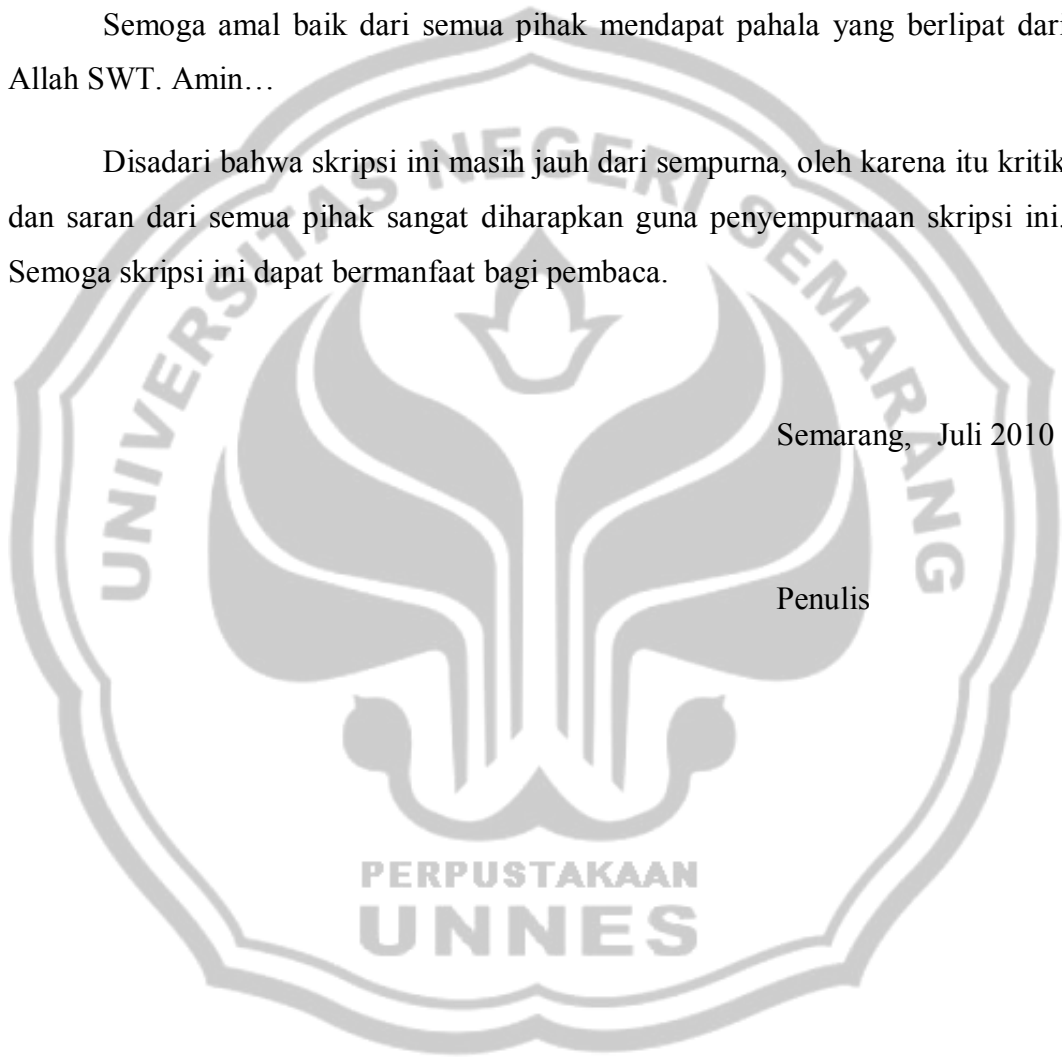 Semoga amal baik dari semua pihak mendapat pahala yang berlipat dari
Allah SWT. Amin…
Disadari bahwa skripsi ini masih jauh dari sempurna, oleh karena itu kritik
dan saran dari semua pihak sangat diharapkan guna penyempurnaan skripsi ini.
Semoga skripsi ini dapat bermanfaat bagi pembaca.
Semarang, Juli 2010
Penulis
UNIVERSITAS NEGERI SEMARANG
PERPUSTAKAAN
UNNES